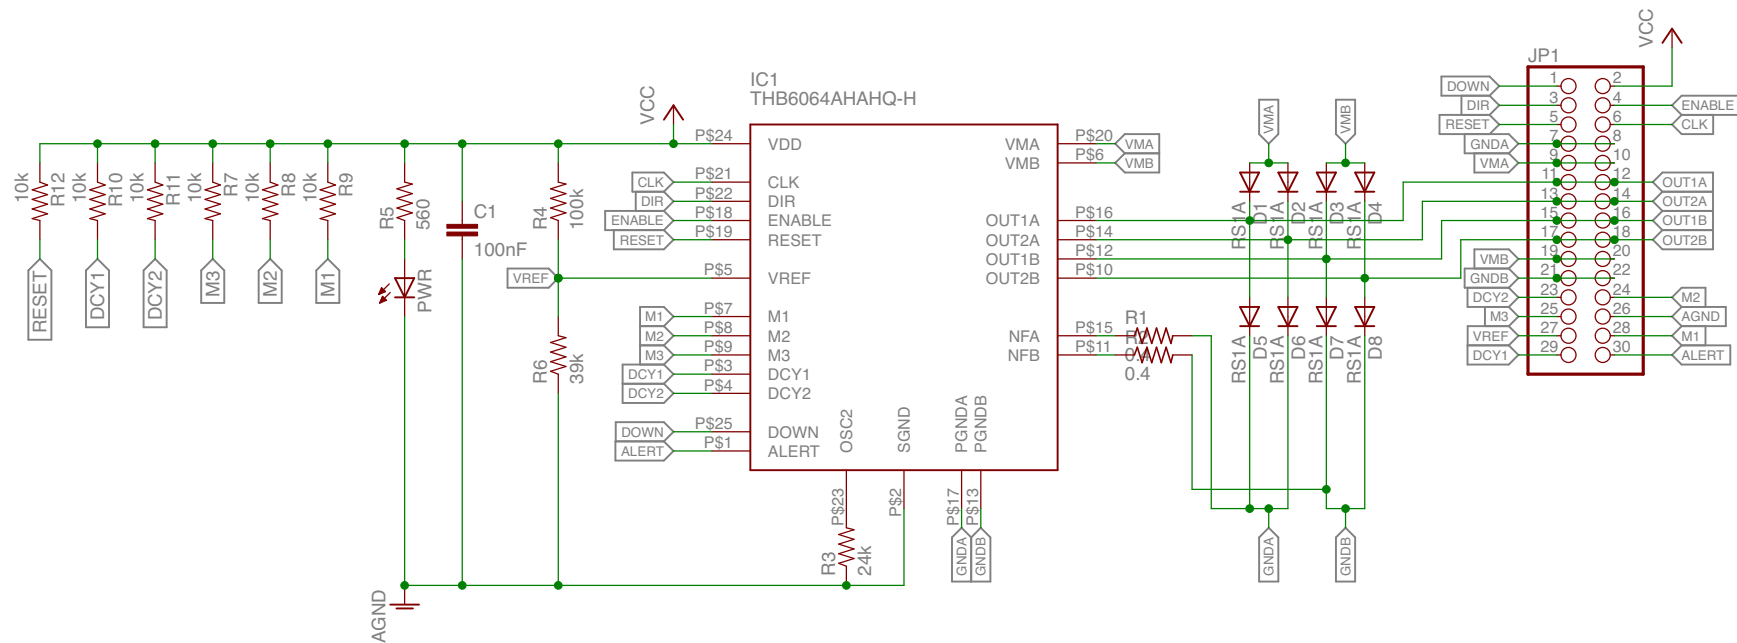 VCC
10k
R12
RESET
10k
R10
DCY1
10k
R11
DCY2
10k
R7
M3
10k
R8
M2
10k
R9
M1
R5
560
PWR
C1
100nF
R4
100k
VREF
R6
39k
AGND
IC1
THB6064AHAHQ-H
P$24 VDD
CLK P$21 CLK
DIR P$22 DIR
ENABLE P$18 ENABLE
RESET P$19 RESET
P$5 VREF
M1 P$7 M1
M2 P$8 M2
M3 P$9 M3
DCY1 P$3 DCY1
DCY2 P$4 DCY2
DOWN P$25 DOWN
ALERT P$1 ALERT
OSC2
P$23
R3
24k
SGND
P$2
PGNDA
P$17
GNDA
PGNDB
P$13
GNDB
VMA P$20 VMA
VMB P$6 VMB
OUT1A P$16
OUT2A P$14
OUT1B P$12
OUT2B P$10
NFA P$15
NFB P$11
R1
0.4
R2
0.4
VMA
VMB
RS1A
D1
RS1A
D2
RS1A
D3
RS1A
D4
RS1A
D5
RS1A
D6
RS1A
D7
RS1A
D8
GNDA
GNDB
VCC
JP1
DOWN 1 2
DIR 3 4 ENABLE
RESET 5 6 CLK
GNDA 7 8
VMA 9 10
11 12 OUT1A
13 14 OUT2A
15 16 OUT1B
17 18 OUT2B
VMB 19 20
GNDB 21 22
DCY2 23 24 M2
M3 25 26 AGND
VREF 27 28 M1
DCY1 29 30 ALERT